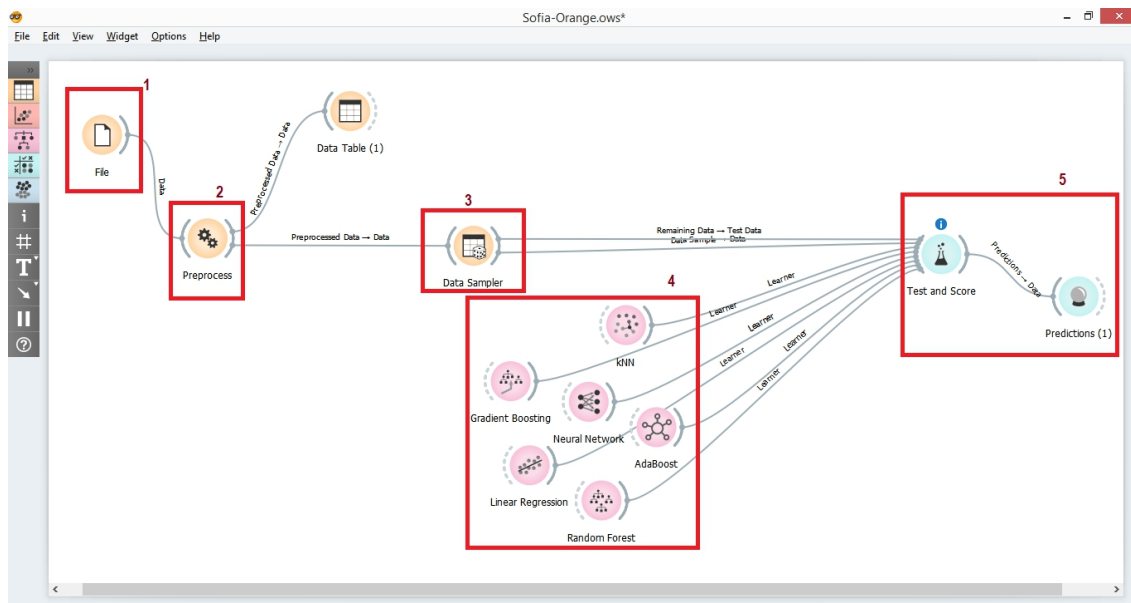 Sofia-Orange.ows*
File Edit View Widget Options Help
1
File
Data
2
Preprocess
Preprocessed Data → Data
Data Table (1)
Preprocessed Data → Data
3
Data Sampler
Remaining Data → Test Data
Data Sample → Data
4
kNN
Learner
Gradient Boosting
Learner
Neural Network
Learner
AdaBoost
Learner
Linear Regression
Learner
Random Forest
Learner
5
Test and Score
Predictions → Data
Predictions (1)